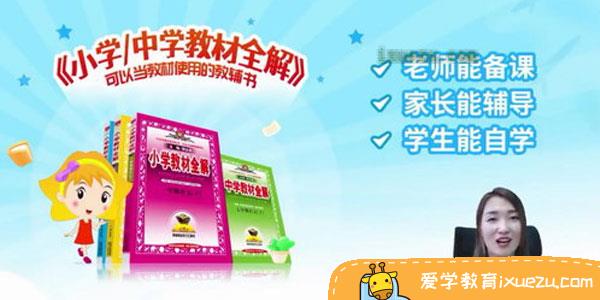 《小学/中学教材全解》
可以当教材使用的教辅书
老师能备课
家长能辅导
学生能自学
小学教材全解
中学教材全解
爱学教育ixuezu.com